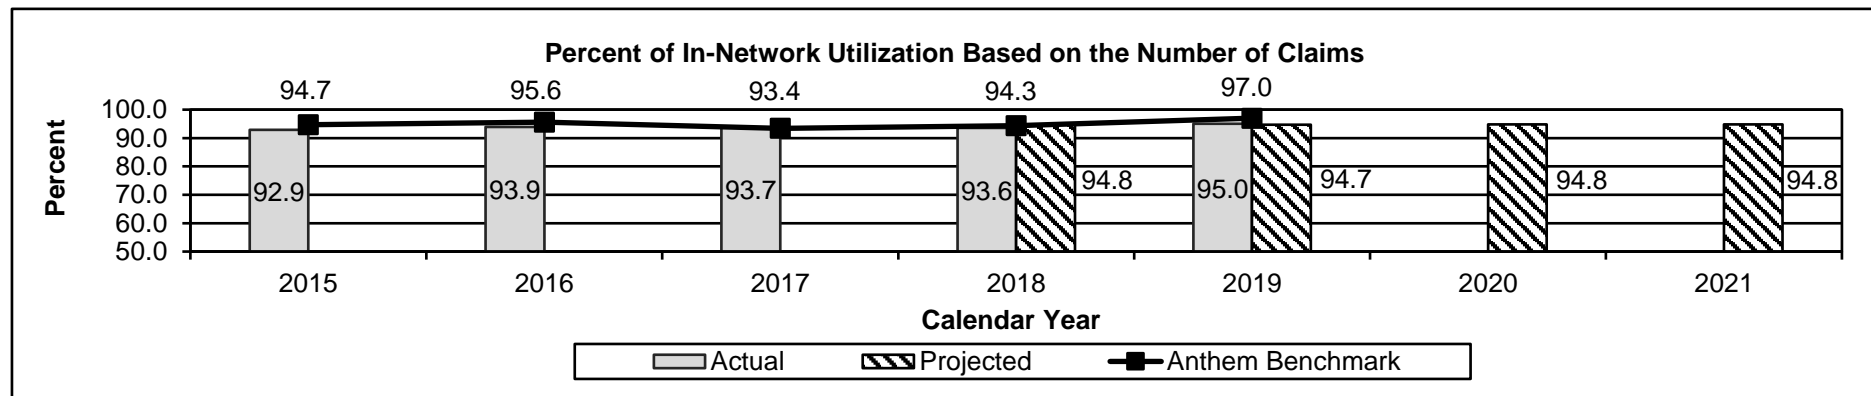 Percent of In-Network Utilization Based on the Number of Claims
94.7 95.6 93.4 94.3 97.0
100.0
90.0
80.0
70.0
60.0
50.0
Percent
92.9 93.9 93.7 93.6 94.8 95.0 94.7 94.8 94.8
2015 2016 2017 2018 2019 2020 2021
Calendar Year
Actual Projected Anthem Benchmark